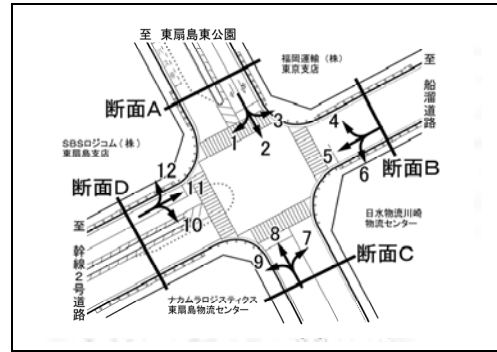 至 東扇島東公園
福岡運輸（株）
東京支店
至 船溜道路
断面A
SBSロジコム（株）
東扇島支店
断面B
断面D
日水物流川崎
物流センター
断面C
至 幹線2号道路
ナカムラロジスティクス
東扇島物流センター
1
2
3
4
5
6
7
8
9
10
11
12